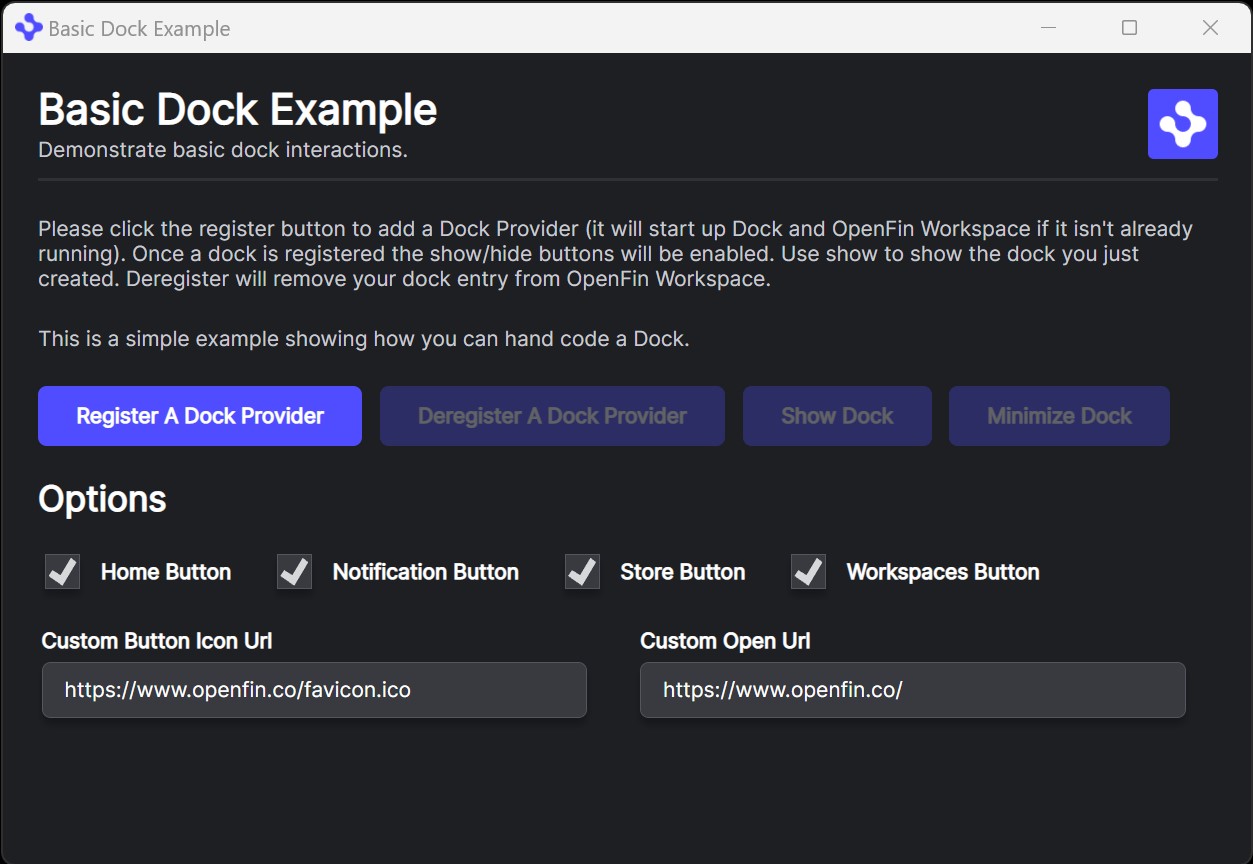 Basic Dock Example
Basic Dock Example
Demonstrate basic dock interactions.
Please click the register button to add a Dock Provider (it will start up Dock and OpenFin Workspace if it isn't already
running). Once a dock is registered the show/hide buttons will be enabled. Use show to show the dock you just
created. Deregister will remove your dock entry from OpenFin Workspace.
This is a simple example showing how you can hand code a Dock.
Register A Dock Provider Deregister A Dock Provider Show Dock Minimize Dock
Options
Home Button Notification Button Store Button Workspaces Button
Custom Button Icon Url Custom Open Url
https://www.openfin.co/favicon.ico https://www.openfin.co/